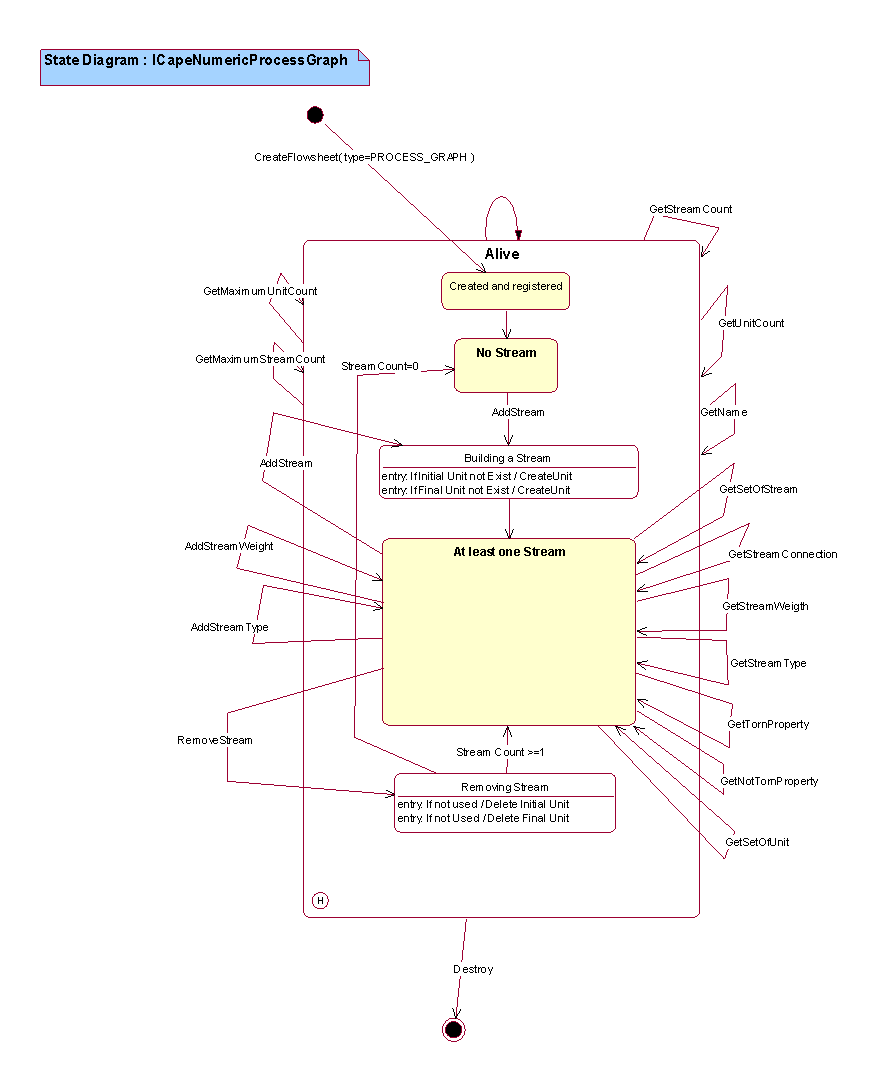 State Diagram : ICapeNumericProcessGraph
CreateFlowsheet( type=PROCESS_GRAPH )
GetStreamCount
Alive
Created and registered
GetMaximumUnitCount
GetUnitCount
No Stream
GetMaximumStreamCount
StreamCount=0
AddStream
GetName
Building a Stream
AddStream
entry: If Initial Unit not Exist / CreateUnit
entry: If Final Unit not Exist / CreateUnit
GetSetOfStream
AddStreamWeight
At least one Stream
GetStreamConnection
AddStreamType
GetStreamWeigth
GetStreamType
GetTornProperty
RemoveStream
Stream Count >=1
GetNotTornProperty
Removing Stream
entry: If not used / Delete Initial Unit
entry: If not Used / Delete Final Unit
GetSetOfUnit
H
Destroy